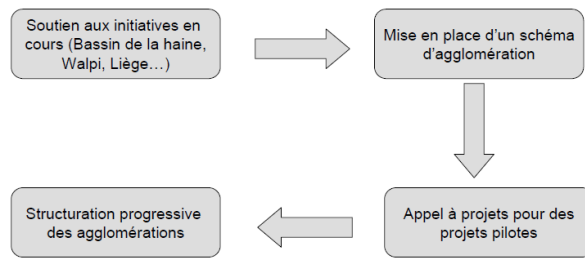 Soutien aux initiatives en
cours (Bassin de la haine,
Walpi, Liège…)
Mise en place d'un schéma
d'agglomération
Appel à projets pour des
projets pilotes
Structuration progressive
des agglomérations